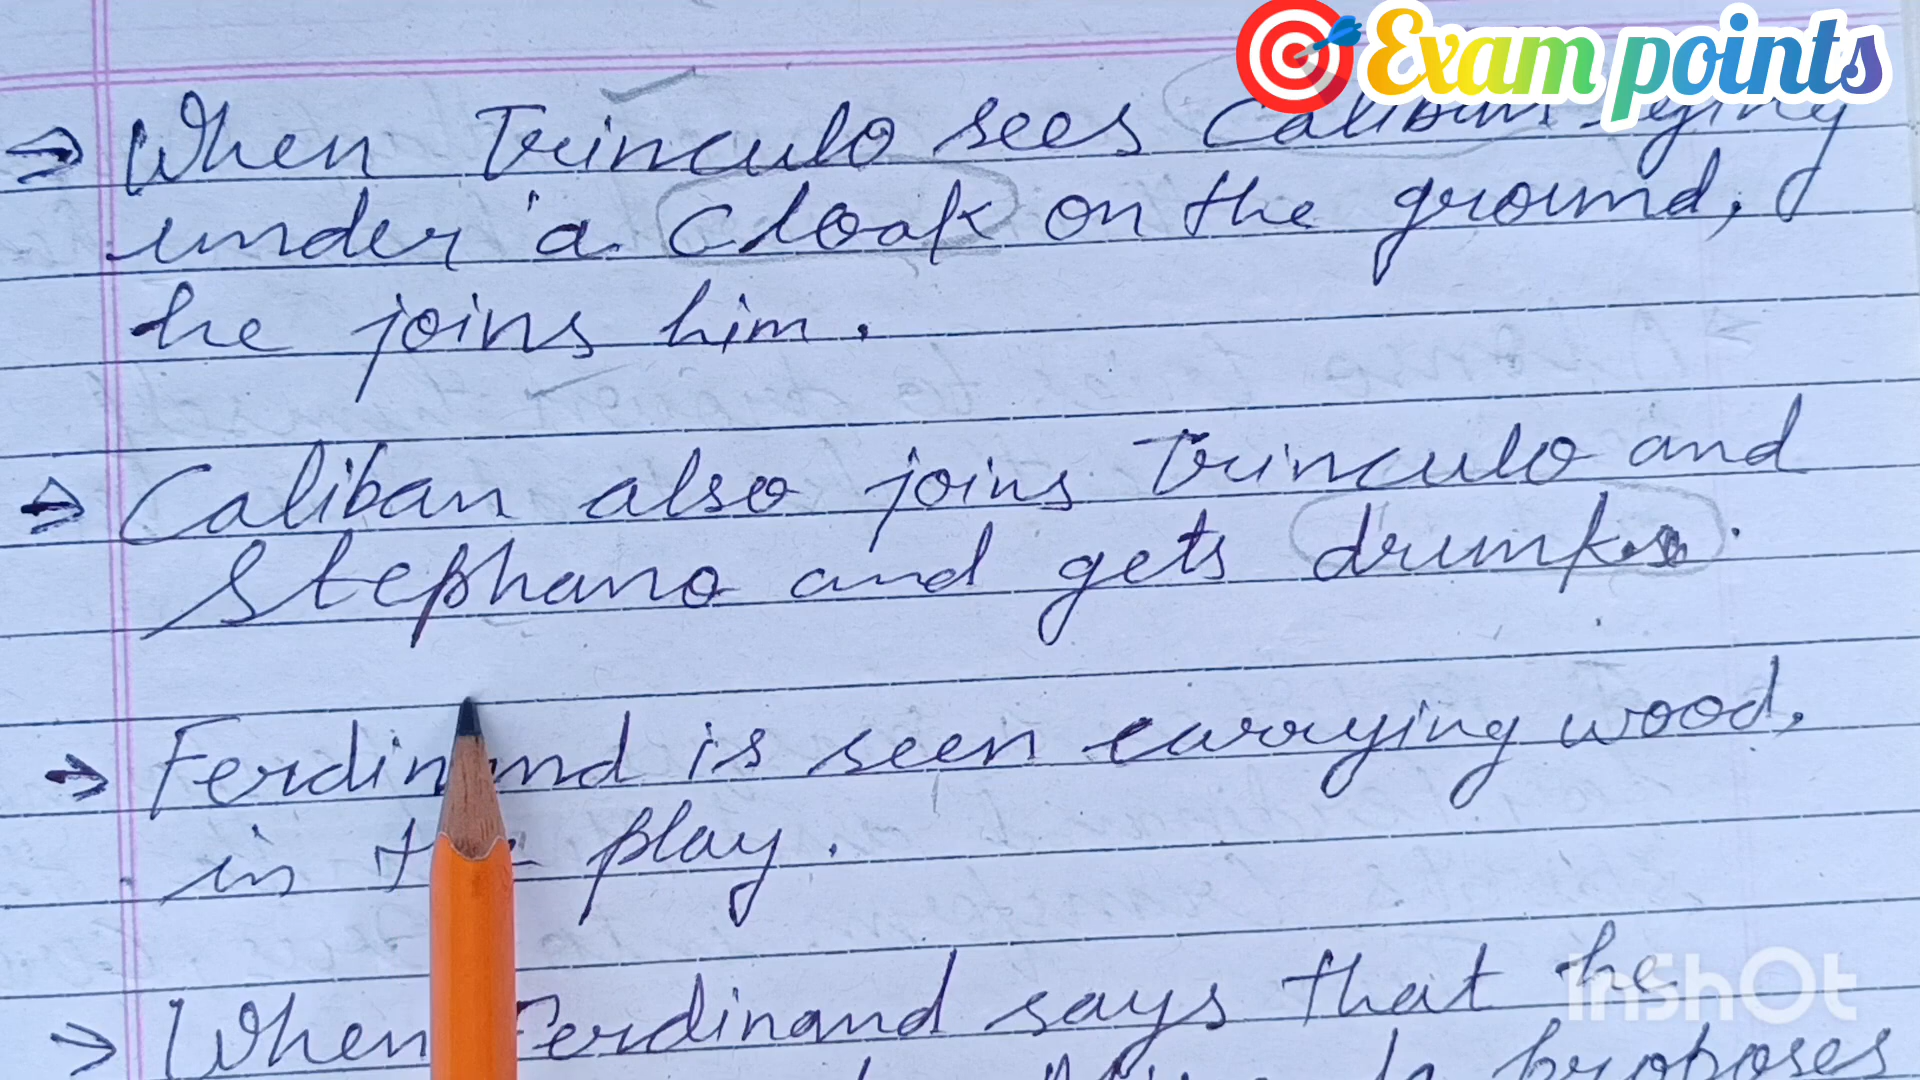 Exam points
⇒ When Trinculo sees Caliban lying
under a cloak on the ground,
he joins him.
⇒ Caliban also joins Trinculo and
Stephano and gets drunk.
⇒ Ferdinand is seen carrying wood,
in the play.
⇒ When Ferdinand says that he
proposes
InShOt